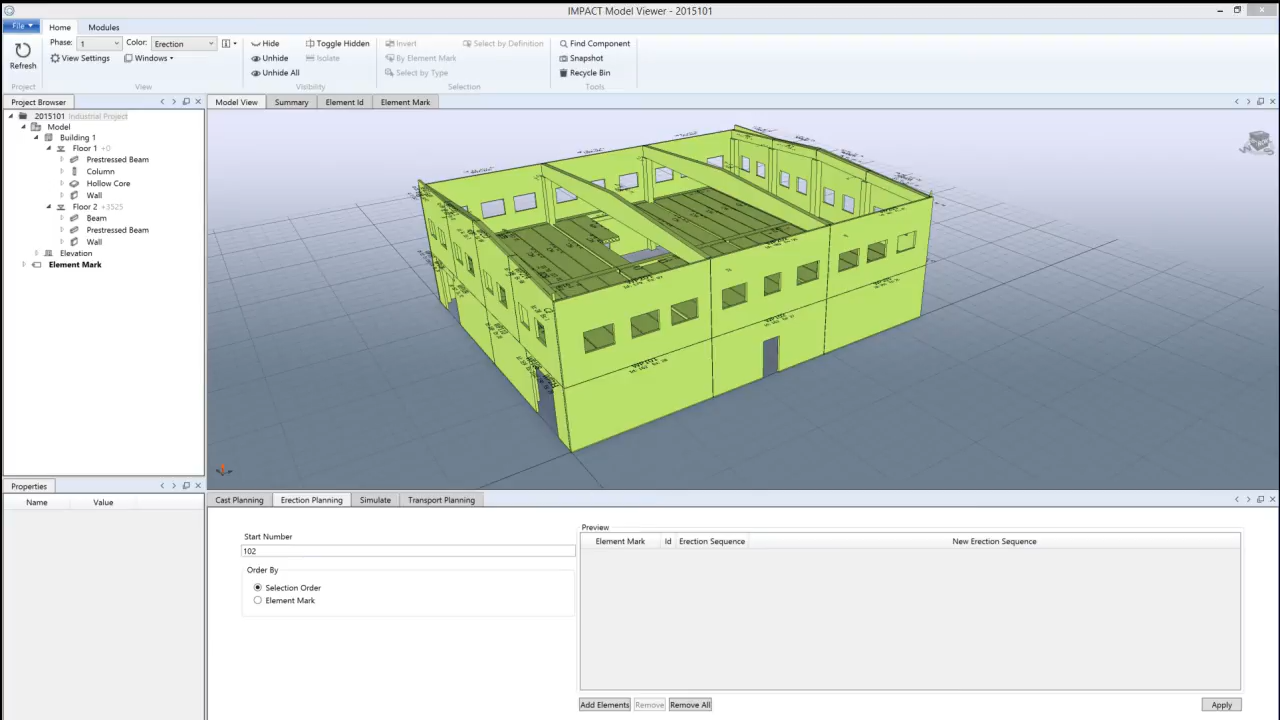 IMPACT Model Viewer - 2015101
File
Home
Modules
Phase: 1
Color: Erection
Hide
Toggle Hidden
Invert
Select by Definition
Find Component
Refresh
View Settings
Windows
Unhide
Isolate
By Element Mark
Snapshot
Unhide All
Select by Type
Recycle Bin
Project
View
Visibility
Selection
Tools
Project Browser
Model View
Summary
Element Id
Element Mark
2015101 Industrial Project
Model
Building 1
Floor 1 +0
Prestressed Beam
Column
Hollow Core
Wall
Floor 2 +3525
Beam
Prestressed Beam
Wall
Elevation
Element Mark
Properties
Name
Value
Cast Planning
Erection Planning
Simulate
Transport Planning
Start Number
102
Order By
Selection Order
Element Mark
Preview
Element Mark
Id
Erection Sequence
New Erection Sequence
Add Elements
Remove
Remove All
Apply